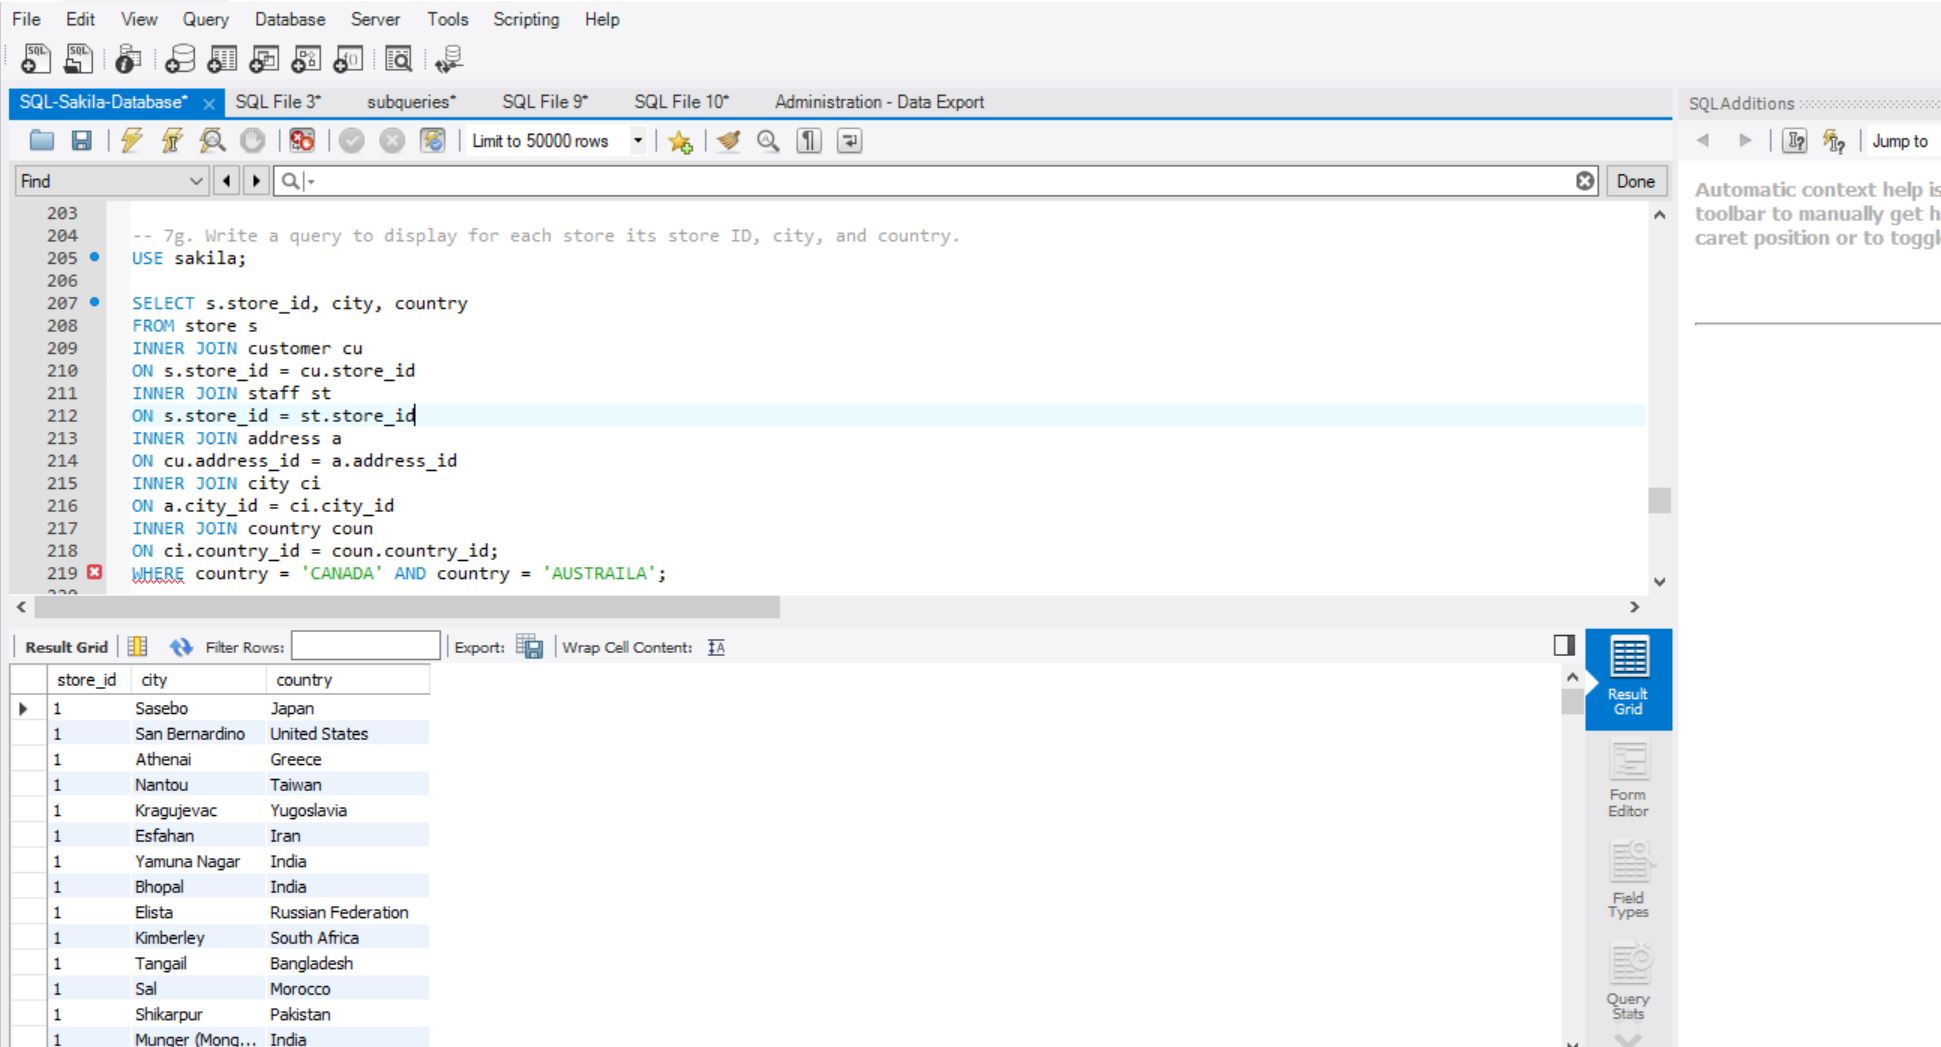 File Edit View Query Database Server Tools Scripting Help
SQL-Sakila-Database* SQL File 3* subqueries* SQL File 9* SQL File 10* Administration - Data Export
SQLAdditions
Limit to 50000 rows
Jump to
Find
Done
Automatic context help is
toolbar to manually get h
caret position or to toggl
203
204 -- 7g. Write a query to display for each store its store ID, city, and country.
205 USE sakila;
206
207 SELECT s.store_id, city, country
208 FROM store s
209 INNER JOIN customer cu
210 ON s.store_id = cu.store_id
211 INNER JOIN staff st
212 ON s.store_id = st.store_id
213 INNER JOIN address a
214 ON cu.address_id = a.address_id
215 INNER JOIN city ci
216 ON a.city_id = ci.city_id
217 INNER JOIN country coun
218 ON ci.country_id = coun.country_id;
219 WHERE country = 'CANADA' AND country = 'AUSTRAILA';
Result Grid Filter Rows: Export: Wrap Cell Content:
store_id city country
1 Sasebo Japan
1 San Bernardino United States
1 Athenai Greece
1 Nantou Taiwan
1 Kragujevac Yugoslavia
1 Esfahan Iran
1 Yamuna Nagar India
1 Bhopal India
1 Elista Russian Federation
1 Kimberley South Africa
1 Tangail Bangladesh
1 Sal Morocco
1 Shikarpur Pakistan
1 Munger (Mong... India
Result
Grid
Form
Editor
Field
Types
Query
Stats